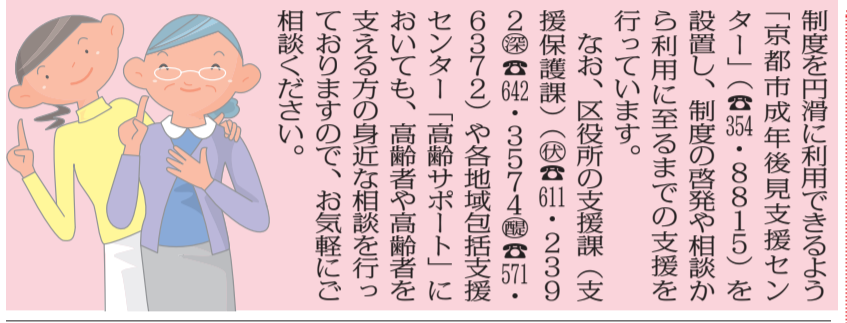 制度を円滑に利用できるよう
「京都市成年後見支援セン
ター」（☎354・8815）を
設置し、制度の啓発や相談か
ら利用に至るまでの支援を
行っています。
なお、区役所の支援課（支
援保護課）（㊋☎611・239
2㊌☎642・3574㊍☎571・
6372）や各地域包括支援
センター「高齢サポート」に
おいても、高齢者や高齢者を
支える方の身近な相談を行っ
ておりますので、お気軽にご
相談ください。